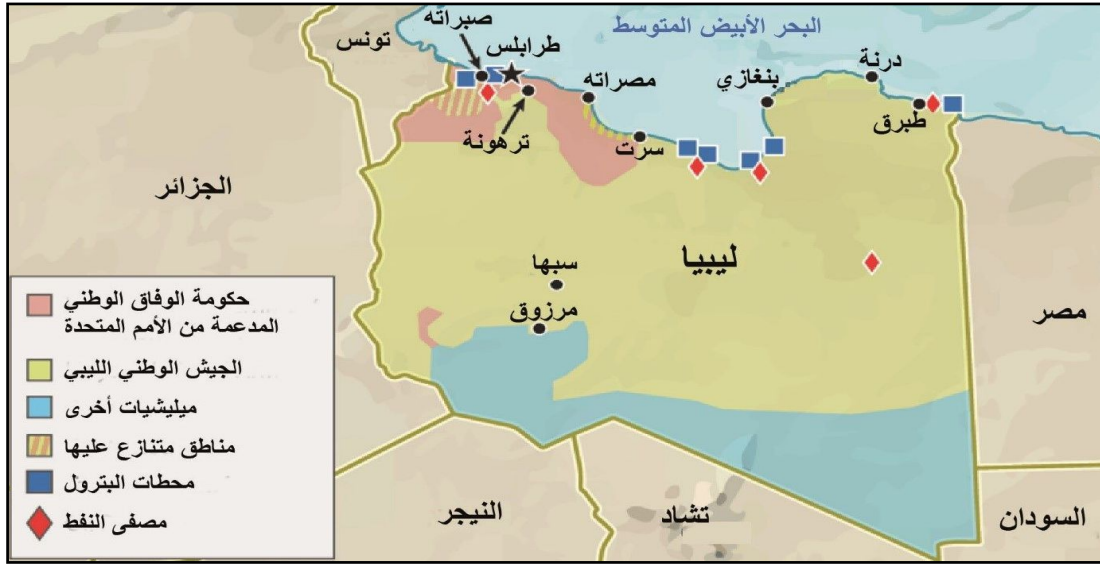 البحر الأبيض المتوسط
صبراته
تونس
طرابلس
درنة
بنغازي
مصراته
طبرق
ترهونة
سرت
الجزائر
ليبيا
سبها
مرزوق
مصر
حكومة الوفاق الوطني
المدعمة من الأمم المتحدة
الجيش الوطني الليبي
ميليشيات أخرى
مناطق متنازع عليها
محطات البترول
مصفى النفط
النيجر
تشاد
السودان